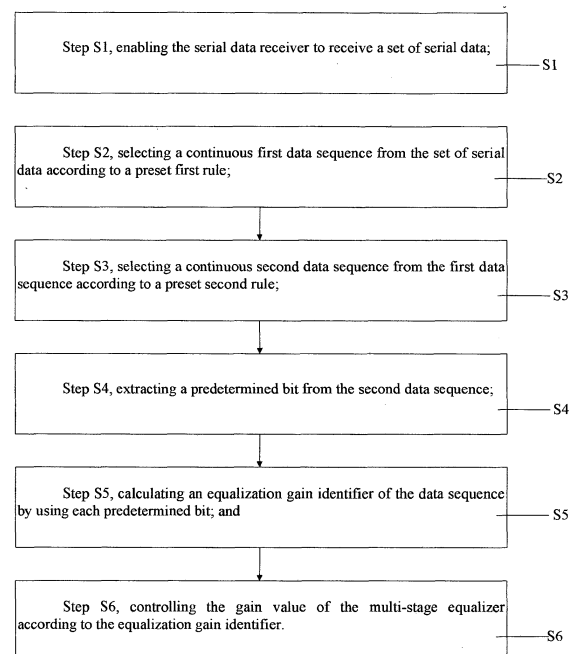 Step S1, enabling the serial data receiver to receive a set of serial data;
S1
Step S2, selecting a continuous first data sequence from the set of serial
data according to a preset first rule;
S2
Step S3, selecting a continuous second data sequence from the first data
sequence according to a preset second rule;
S3
Step S4, extracting a predetermined bit from the second data sequence;
S4
Step S5, calculating an equalization gain identifier of the data sequence
by using each predetermined bit; and
S5
Step S6, controlling the gain value of the multi-stage equalizer
according to the equalization gain identifier.
S6